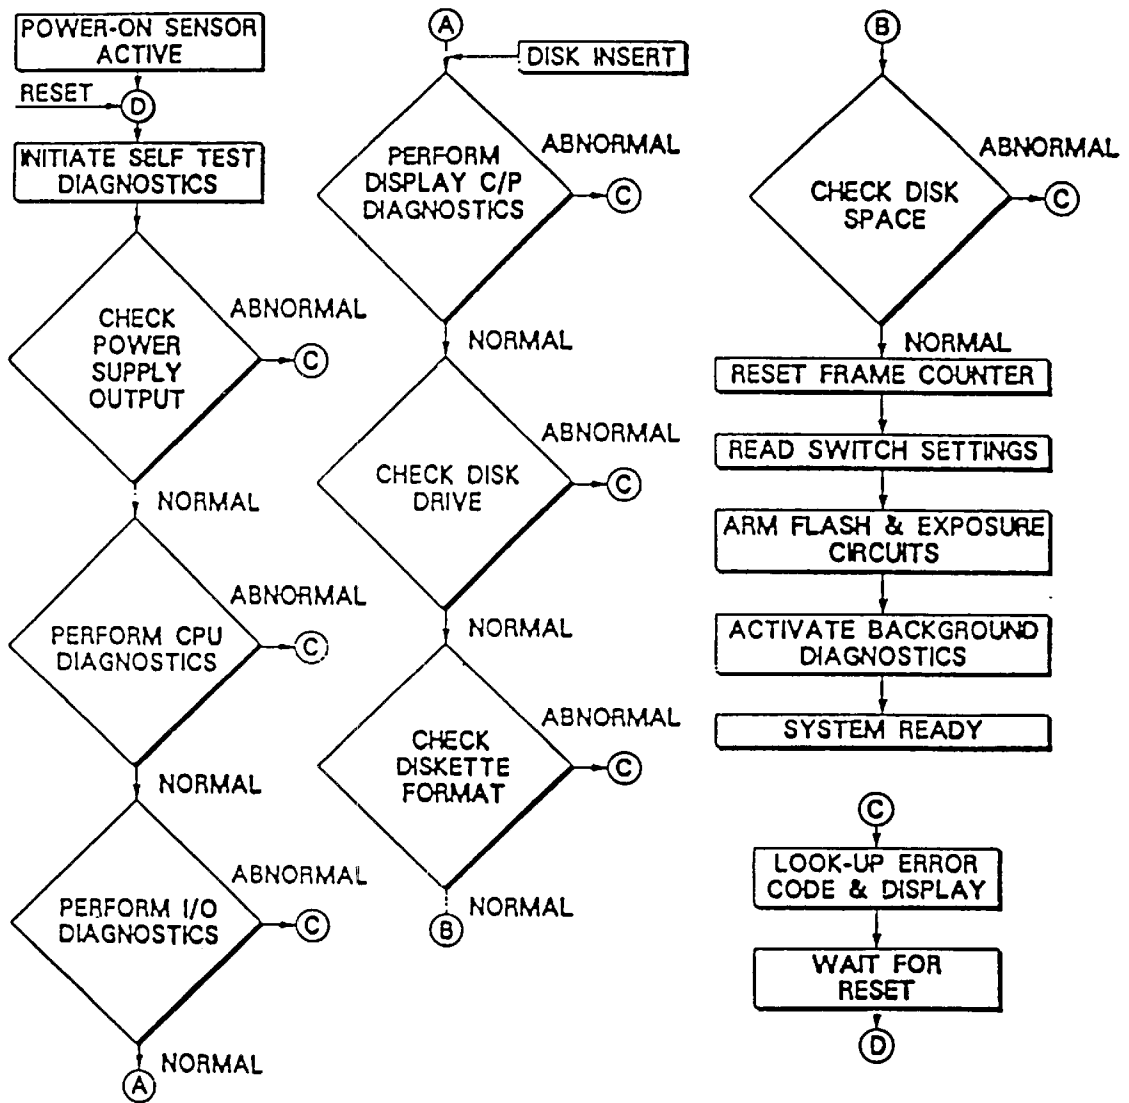 POWER-ON SENSOR
ACTIVE
RESET
D
INITIATE SELF TEST
DIAGNOSTICS
CHECK
POWER
SUPPLY
OUTPUT
ABNORMAL
C
NORMAL
PERFORM CPU
DIAGNOSTICS
ABNORMAL
C
NORMAL
PERFORM I/O
DIAGNOSTICS
ABNORMAL
C
NORMAL
A
A
DISK INSERT
PERFORM
DISPLAY C/P
DIAGNOSTICS
ABNORMAL
C
NORMAL
CHECK DISK
DRIVE
ABNORMAL
C
NORMAL
CHECK
DISKETTE
FORMAT
ABNORMAL
C
NORMAL
B
B
CHECK DISK
SPACE
ABNORMAL
C
NORMAL
RESET FRAME COUNTER
READ SWITCH SETTINGS
ARM FLASH & EXPOSURE
CIRCUITS
ACTIVATE BACKGROUND
DIAGNOSTICS
SYSTEM READY
C
LOOK-UP ERROR
CODE & DISPLAY
WAIT FOR
RESET
D